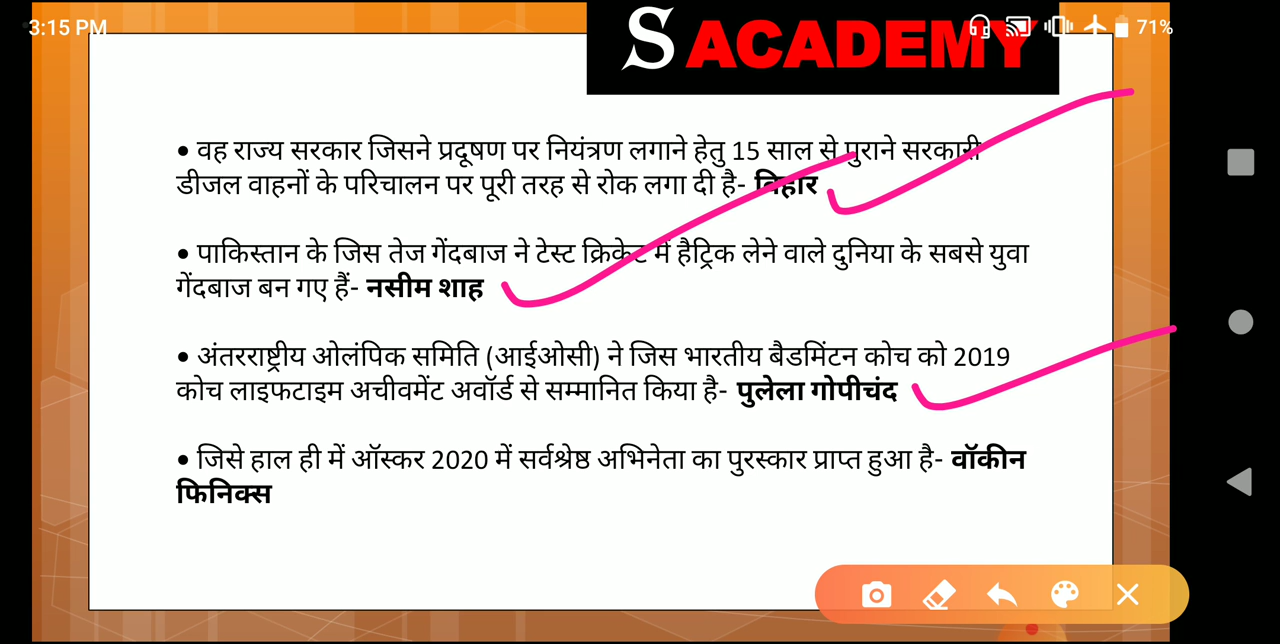 3:15 PM
71%
S ACADEMY
• वह राज्य सरकार जिसने प्रदूषण पर नियंत्रण लगाने हेतु 15 साल से पुराने सरकारी
डीजल वाहनों के परिचालन पर पूरी तरह से रोक लगा दी है- बिहार
• पाकिस्तान के जिस तेज गेंदबाज ने टेस्ट क्रिकेट में हैट्रिक लेने वाले दुनिया के सबसे युवा
गेंदबाज बन गए हैं- नसीम शाह
• अंतरराष्ट्रीय ओलंपिक समिति (आईओसी) ने जिस भारतीय बैडमिंटन कोच को 2019
कोच लाइफटाइम अचीवमेंट अवॉर्ड से सम्मानित किया है- पुलेला गोपीचंद
• जिसे हाल ही में ऑस्कर 2020 में सर्वश्रेष्ठ अभिनेता का पुरस्कार प्राप्त हुआ है- वॉकीन
फिनिक्स